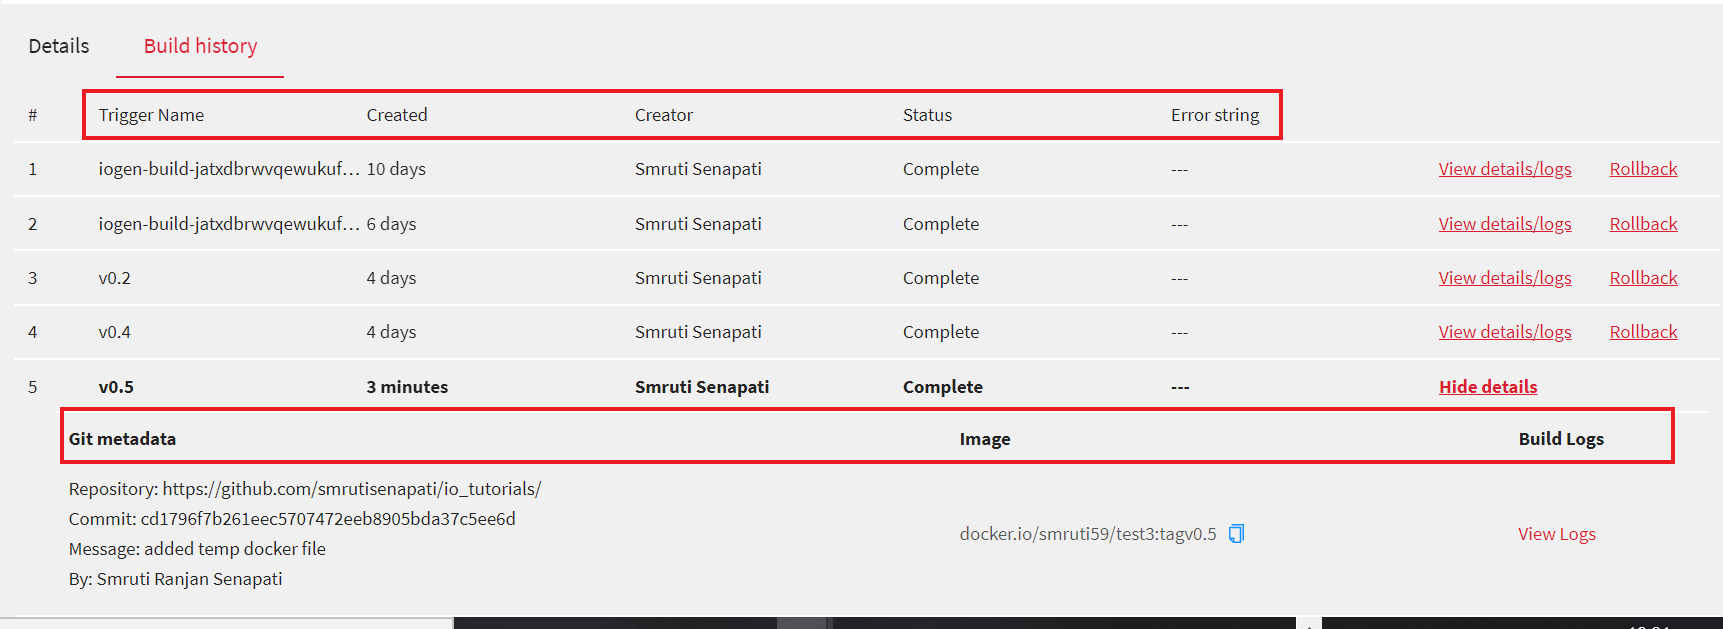 Details Build history
# Trigger Name Created Creator Status Error string
1 iogen-build-jatxdbrwvqewukuf... 10 days Smruti Senapati Complete --- View details/logs Rollback
2 iogen-build-jatxdbrwvqewukuf... 6 days Smruti Senapati Complete --- View details/logs Rollback
3 v0.2 4 days Smruti Senapati Complete --- View details/logs Rollback
4 v0.4 4 days Smruti Senapati Complete --- View details/logs Rollback
5 v0.5 3 minutes Smruti Senapati Complete --- Hide details
Git metadata Image Build Logs
Repository: https://github.com/smrutisenapati/io_tutorials/
Commit: cd1796f7b261eec5707472eeb8905bda37c5ee6d
docker.io/smruti59/test3:tagv0.5 View Logs
Message: added temp docker file
By: Smruti Ranjan Senapati